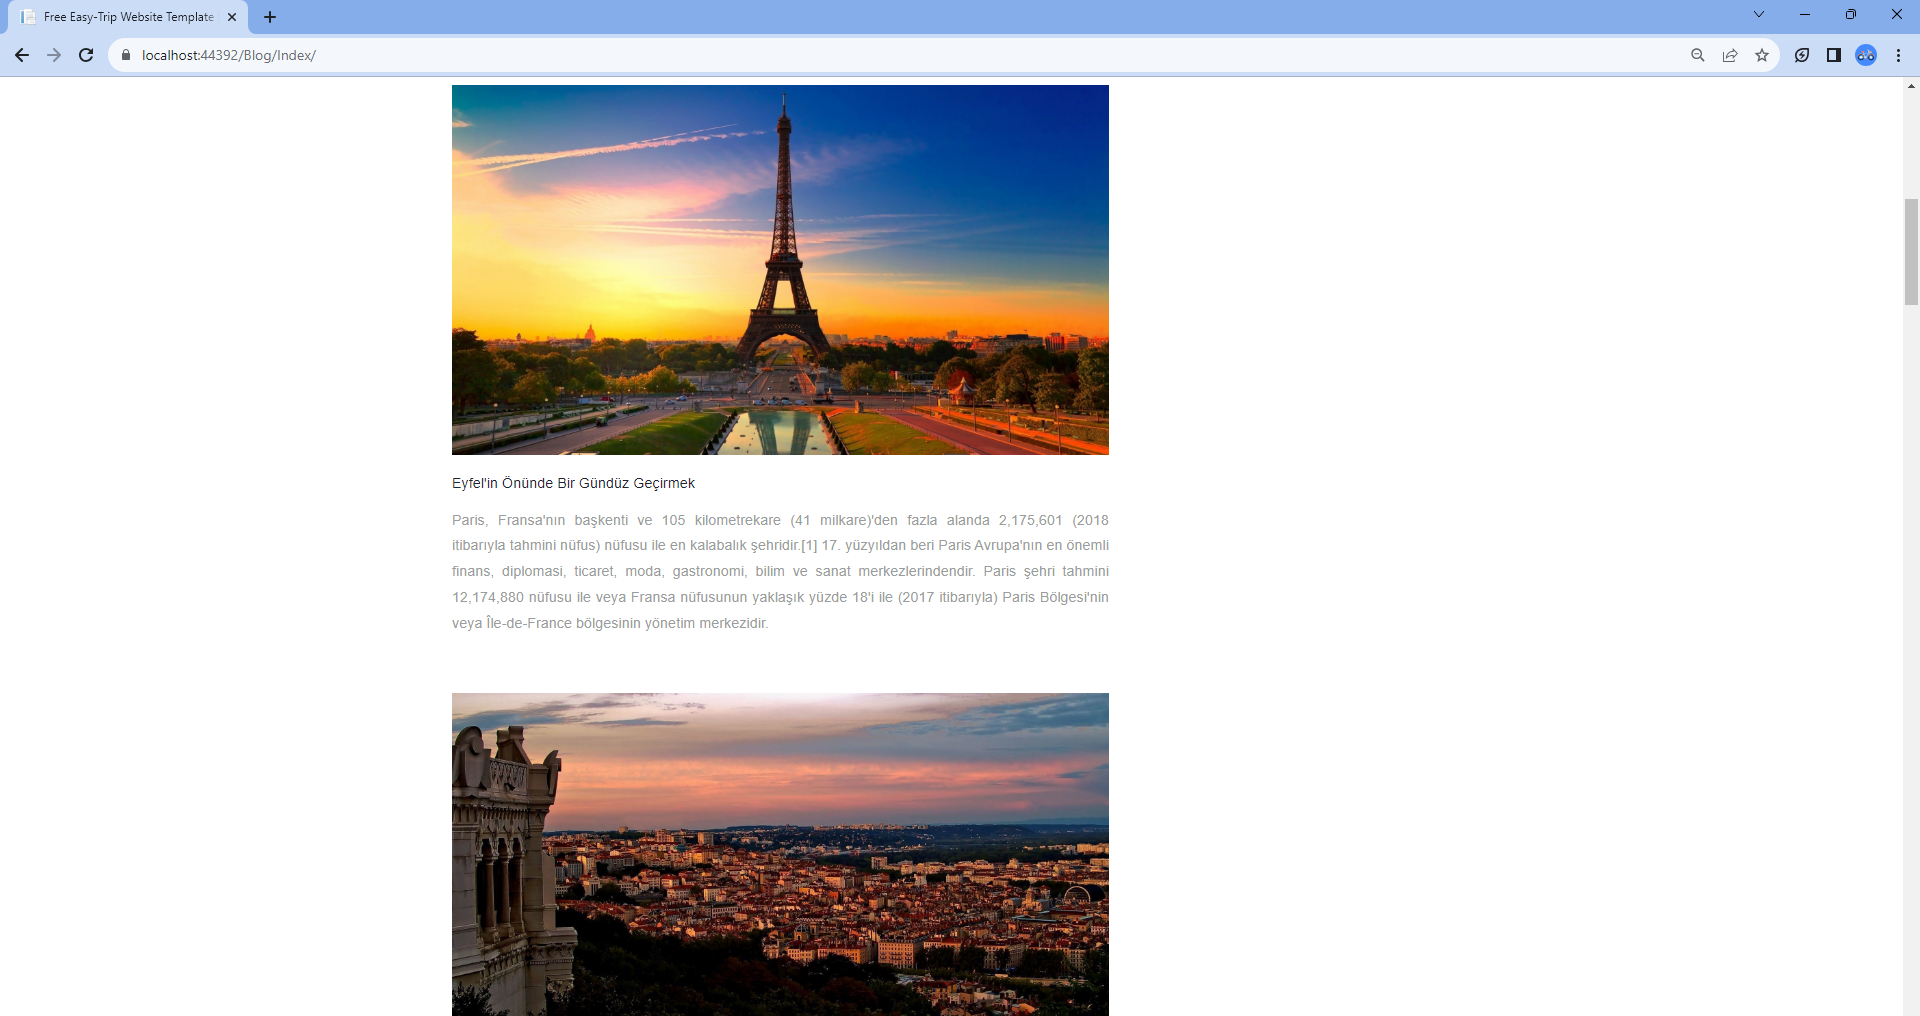 Free Easy-Trip Website Template
localhost:44392/Blog/Index/
Eyfel'in Önünde Bir Gündüz Geçirmek
Paris, Fransa'nın başkenti ve 105 kilometrekare (41 milkare)'den fazla alanda 2,175,601 (2018
itibarıyla tahmini nüfus) nüfusu ile en kalabalık şehridir.[1] 17. yüzyıldan beri Paris Avrupa'nın en önemli
finans, diplomasi, ticaret, moda, gastronomi, bilim ve sanat merkezlerindendir. Paris şehri tahmini
12,174,880 nüfusu ile veya Fransa nüfusunun yaklaşık yüzde 18'i ile (2017 itibarıyla) Paris Bölgesi'nin
veya Île-de-France bölgesinin yönetim merkezidir.